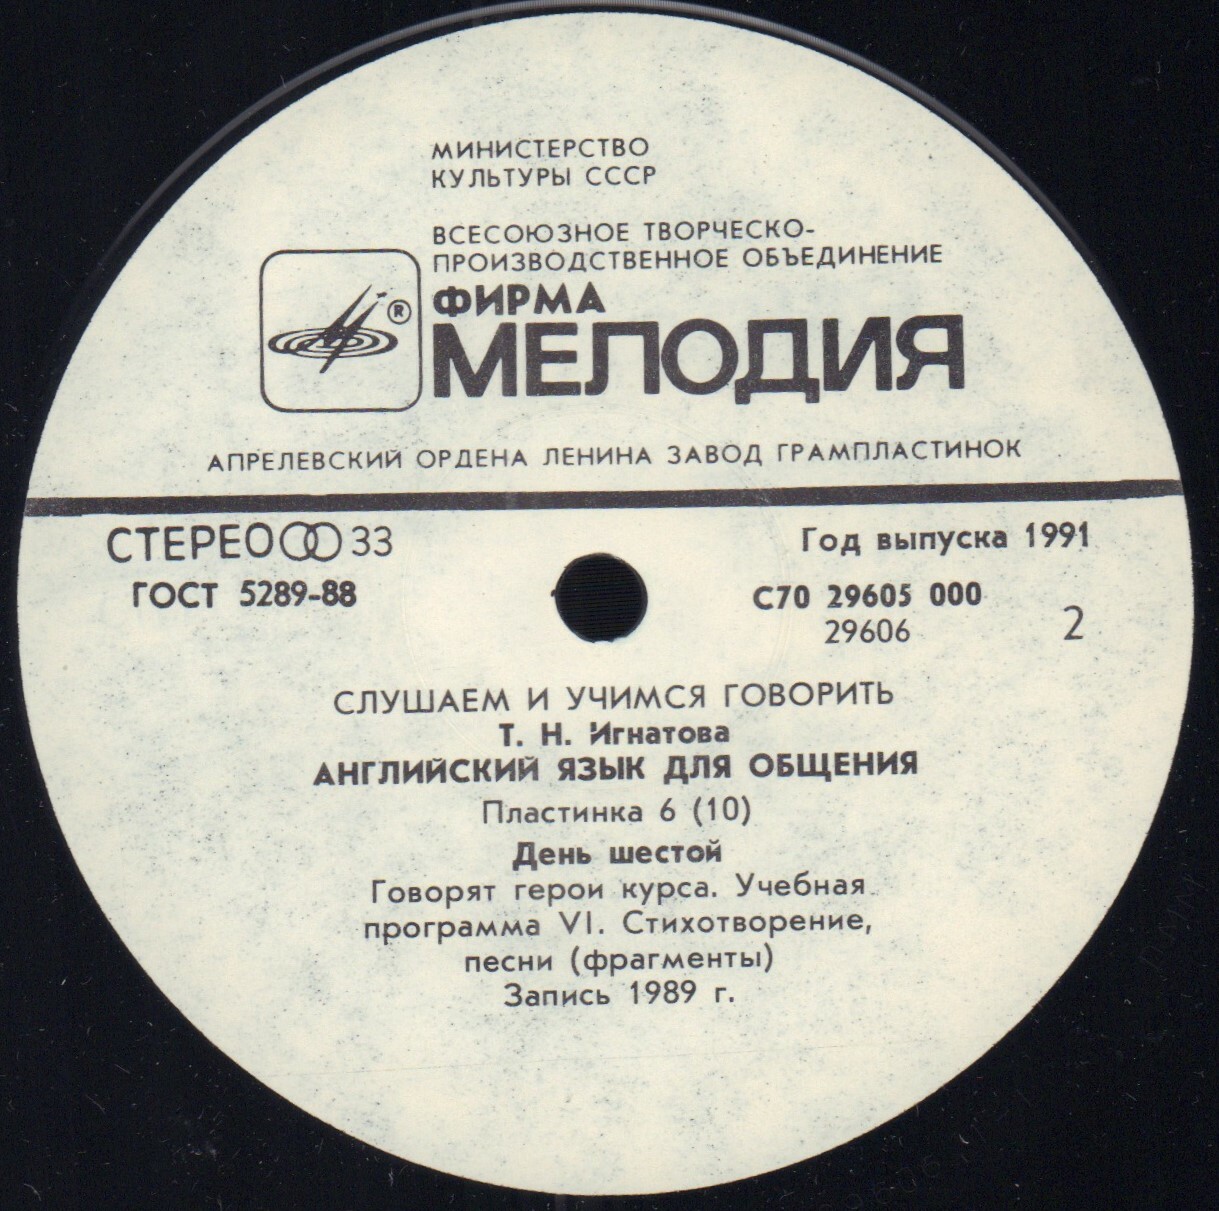 МИНИСТЕРСТВО
КУЛЬТУРЫ СССР
ВСЕСОЮЗНОЕ ТВОРЧЕСКО-
ПРОИЗВОДСТВЕННОЕ ОБЪЕДИНЕНИЕ
ФИРМА
®
МЕЛОДИЯ
АПРЕЛЕВСКИЙ ОРДЕНА ЛЕНИНА ЗАВОД ГРАМПЛАСТИНОК
СТЕРЕО 33
Год выпуска 1991
ГОСТ 5289-88
С70 29605 000
29606
2
СЛУШАЕМ И УЧИМСЯ ГОВОРИТЬ
Т. Н. Игнатова
АНГЛИЙСКИЙ ЯЗЫК ДЛЯ ОБЩЕНИЯ
Пластинка 6 (10)
День шестой
Говорят герои курса. Учебная
программа VI. Стихотворение,
песни (фрагменты)
Запись 1989 г.